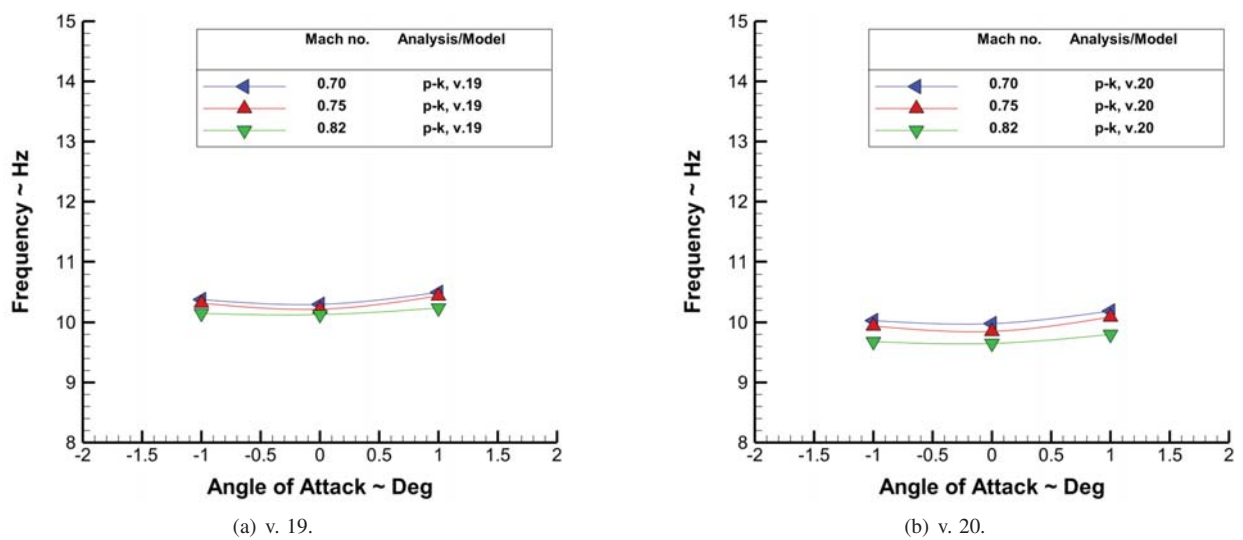 15
14
13
12
11
10
9
8
Frequency ~ Hz
Mach no. Analysis/Model
0.70 p-k, v.19
0.75 p-k, v.19
0.82 p-k, v.19
-2 -1.5 -1 -0.5 0 0.5 1 1.5 2
Angle of Attack ~ Deg
(a) v. 19.
15
14
13
12
11
10
9
8
Frequency ~ Hz
Mach no. Analysis/Model
0.70 p-k, v.20
0.75 p-k, v.20
0.82 p-k, v.20
-2 -1.5 -1 -0.5 0 0.5 1 1.5 2
Angle of Attack ~ Deg
(b) v. 20.